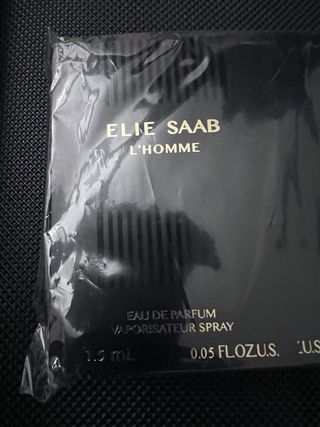 ELIE SAAB
L'HOMME
EAU DE PARFUM
VAPORISATEUR SPRAY
1.5 mL 0.05 FL.OZ.U.S. .U.S